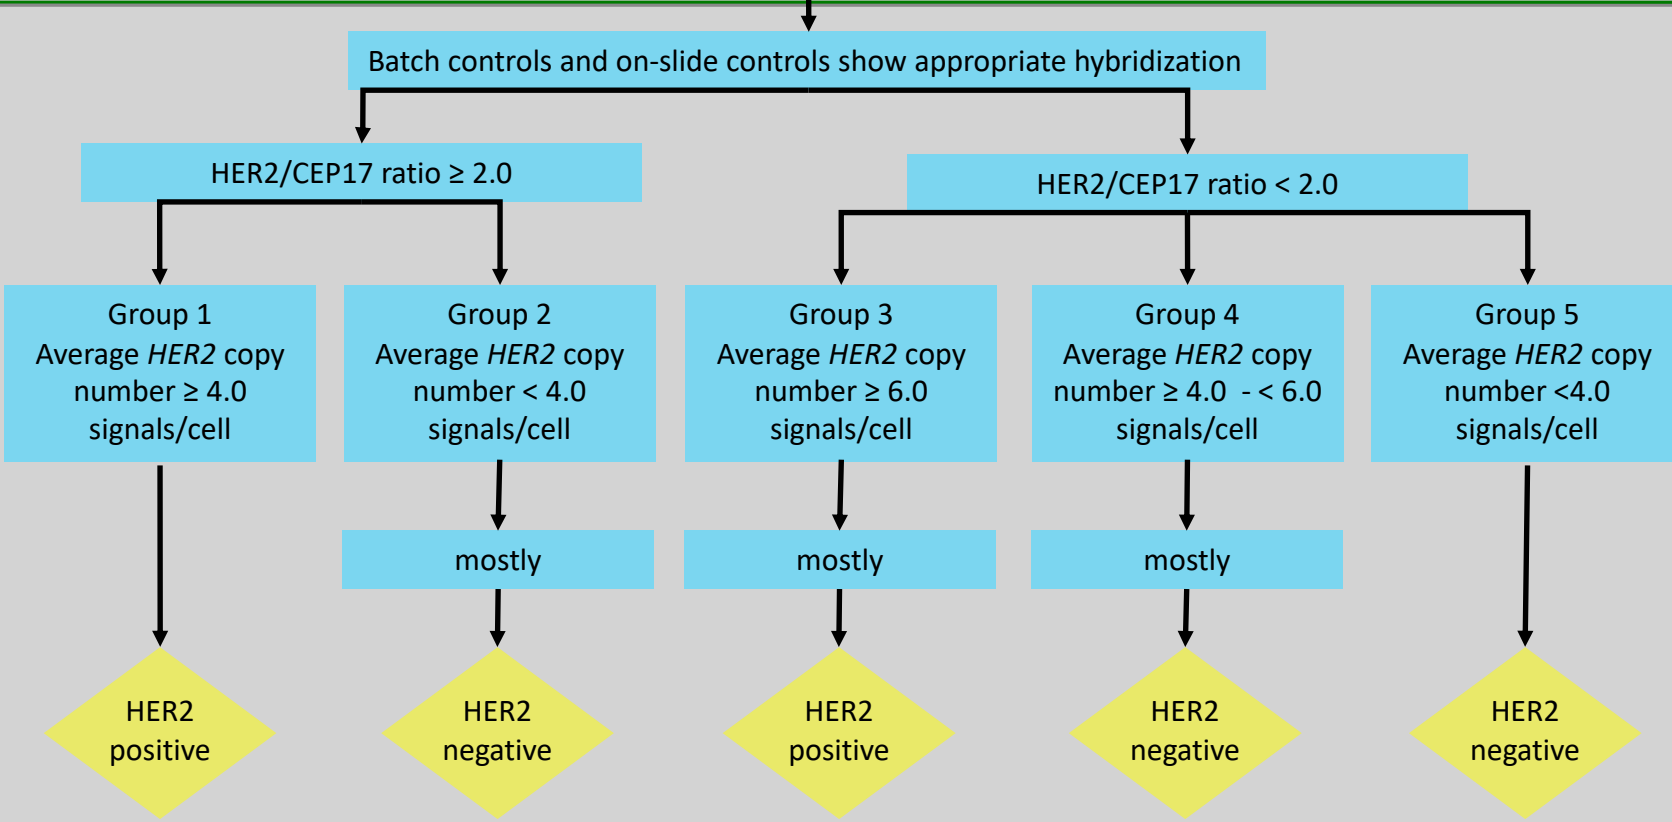 Batch controls and on-slide controls show appropriate hybridization
HER2/CEP17 ratio ≥ 2.0
HER2/CEP17 ratio < 2.0
Group 1
Average HER2 copy
number ≥ 4.0
signals/cell
Group 2
Average HER2 copy
number < 4.0
signals/cell
Group 3
Average HER2 copy
number ≥ 6.0
signals/cell
Group 4
Average HER2 copy
number ≥ 4.0 - < 6.0
signals/cell
Group 5
Average HER2 copy
number <4.0
signals/cell
mostly
mostly
mostly
HER2
positive
HER2
negative
HER2
positive
HER2
negative
HER2
negative